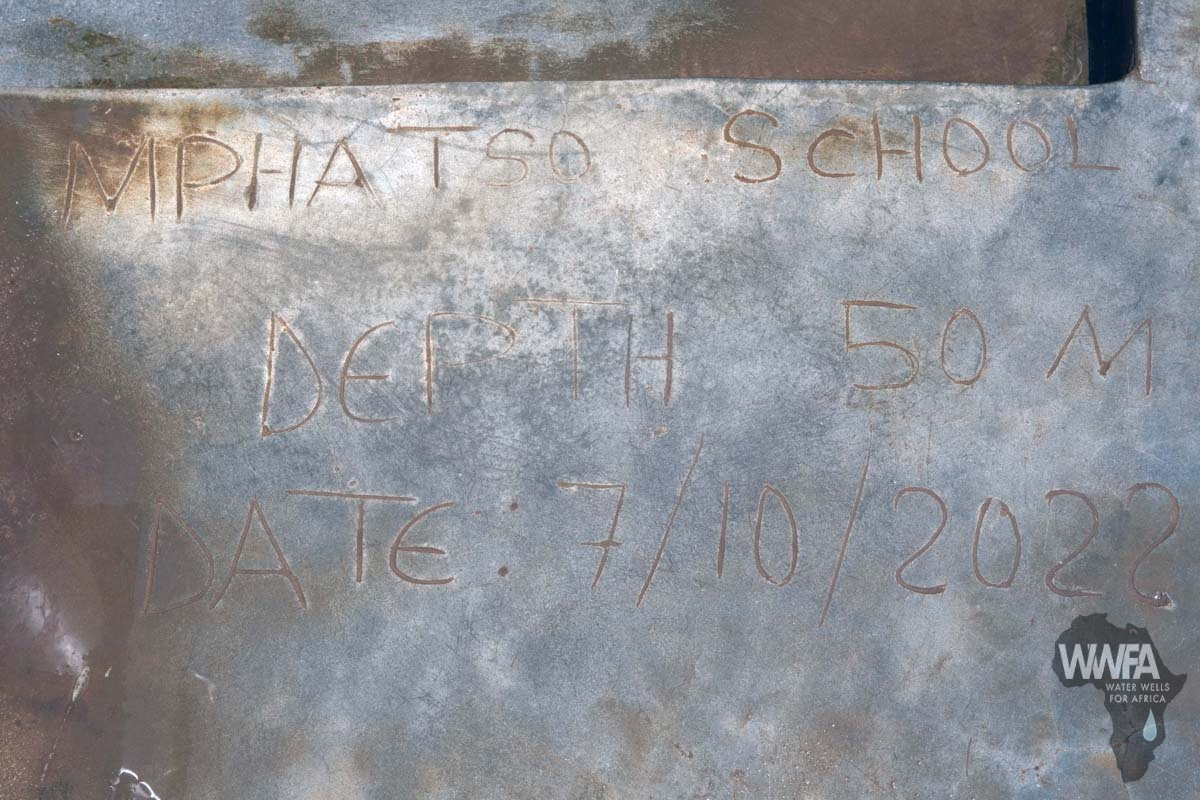 MPHATSO SCHOOL
DEPTH 50 M
DATE: 7/10/2022
WWFA
WATER WELLS
FOR AFRICA